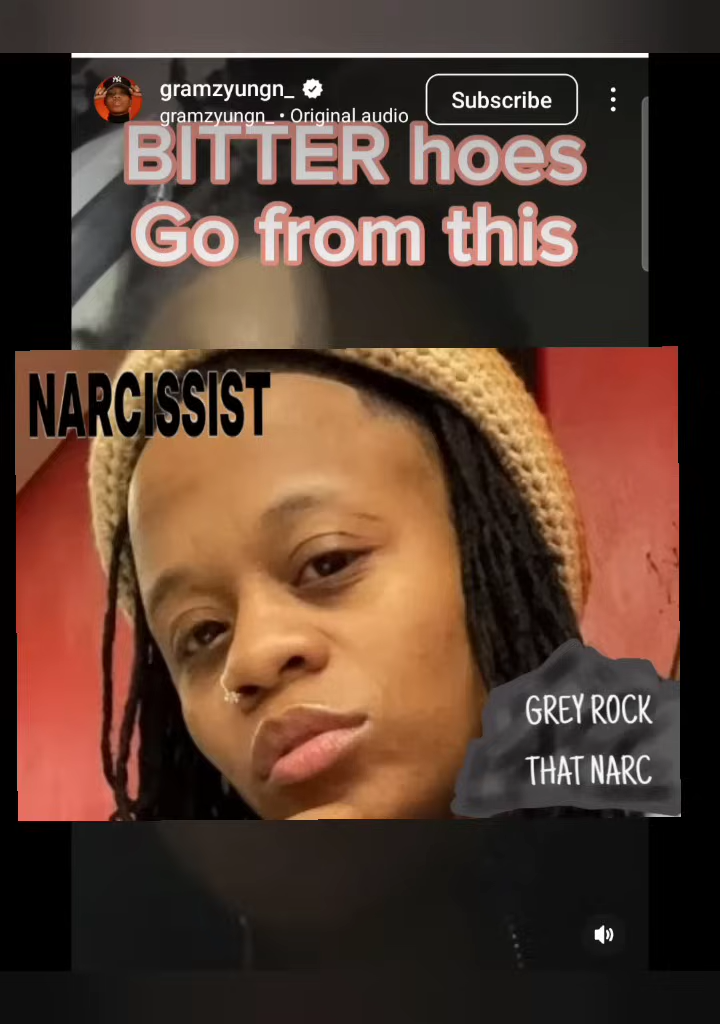 gramzyungn_
gramzyungn_ • Original audio
Subscribe
BITTER hoes
Go from this
NARCISSIST
GREY ROCK
THAT NARC